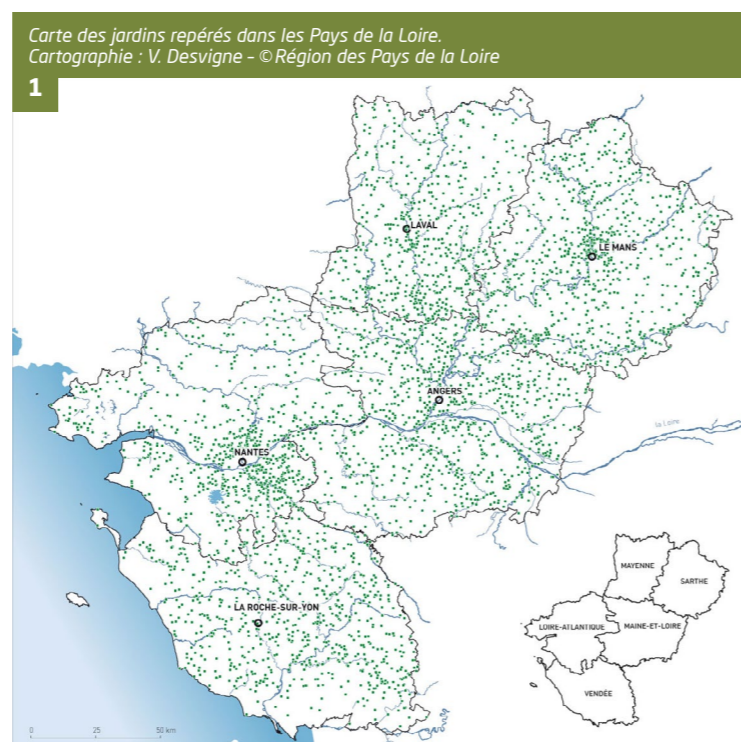 Carte des jardins repérés dans les Pays de la Loire.
Cartographie : V. Desvigne - ©Région des Pays de la Loire
1
LAVAL
LE MANS
ANGERS
la Loire
NANTES
LA ROCHE-SUR-YON
MAYENNE
SARTHE
LOIRE-ATLANTIQUE
MAINE-ET-LOIRE
VENDÉE
0 25 50 km